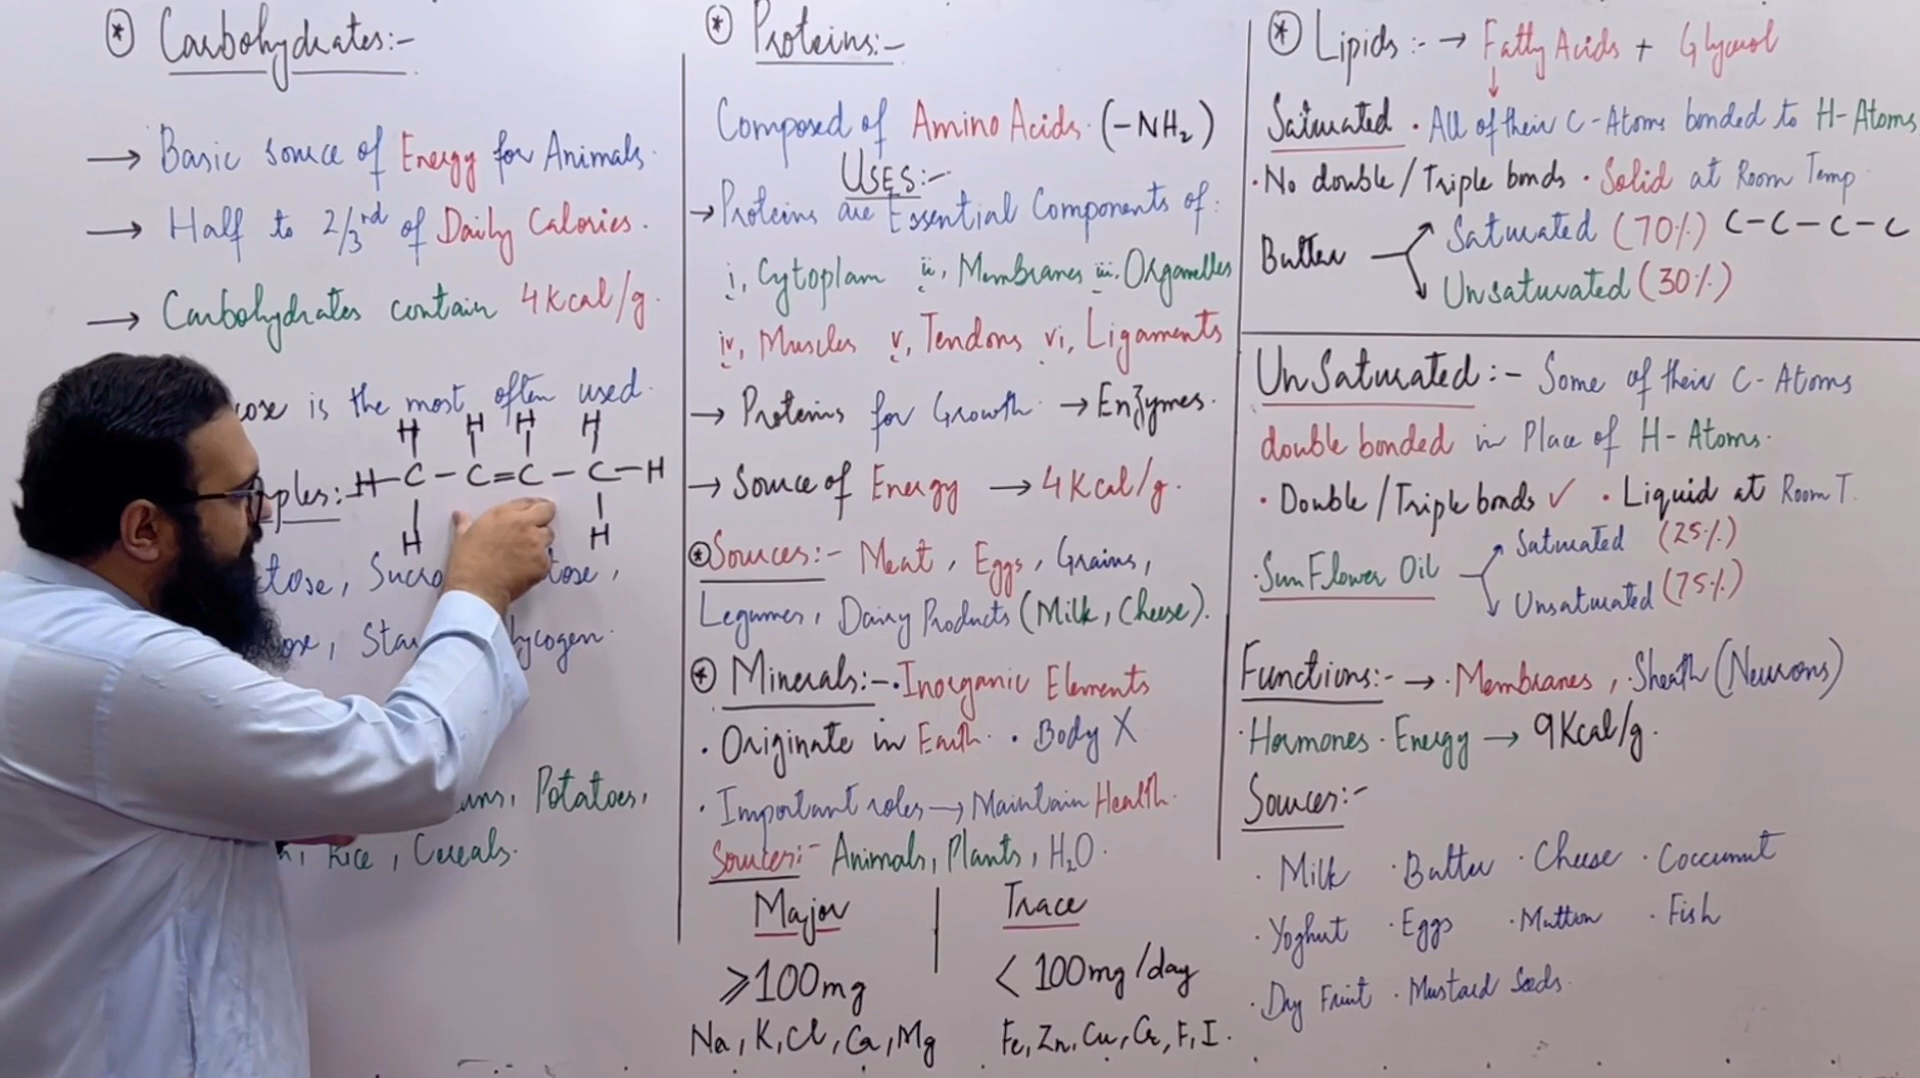 * Carbohydrates:-
→ Basic source of Energy for Animals.
→ Half to 2/3rd of Daily Calories.
→ Carbohydrates contain 4 Kcal/g.
is the most often used.
H H H H
H-C-C=C-C-H
H H
, Potatoes,
, Rice, Cereals.
* Proteins:-
Composed of Amino Acids. (-NH2)
USES:-
→ Proteins are Essential Components of:
i, Cytoplam ii, Membranes iii, Organelles
iv, Muscles v, Tendons vi, Ligaments
→ Proteins for Growth → Enzymes.
→ Source of Energy → 4 Kcal/g.
* Sources:- Meat, Eggs, Grains,
Legumes, Dairy Products (Milk, Cheese).
* Minerals:- · Inorganic Elements
· Originate in Earth · Body X
· Important roles → Maintain Health.
Sources:- Animals, Plants, H2O.
Major | Trace
⩾100mg < 100mg/day
Na, K, Cl, Ca, Mg Fe, Zn, Cu, Cr, F, I.
* Lipids:- → Fatty Acids + Glycerol
Saturated · All of their C-Atoms bonded to H-Atoms
· No double/Triple bonds · Solid at Room Temp
Butter Saturated (70%) C-C-C-C
Unsaturated (30%)
UnSaturated:- Some of their C-Atoms
double bonded in Place of H-Atoms.
· Double/Triple bonds ✓ · Liquid at Room T.
· SunFlower Oil Saturated (25%)
Unsaturated (75%)
Functions:- → · Membranes, · Sheath (Neurons)
· Hormones · Energy → 9Kcal/g.
Sources:-
· Milk · Butter · Cheese · Coccunut
· Yoghut · Eggs · Mutton · Fish
· Dry Fruit · Mustard Seeds.